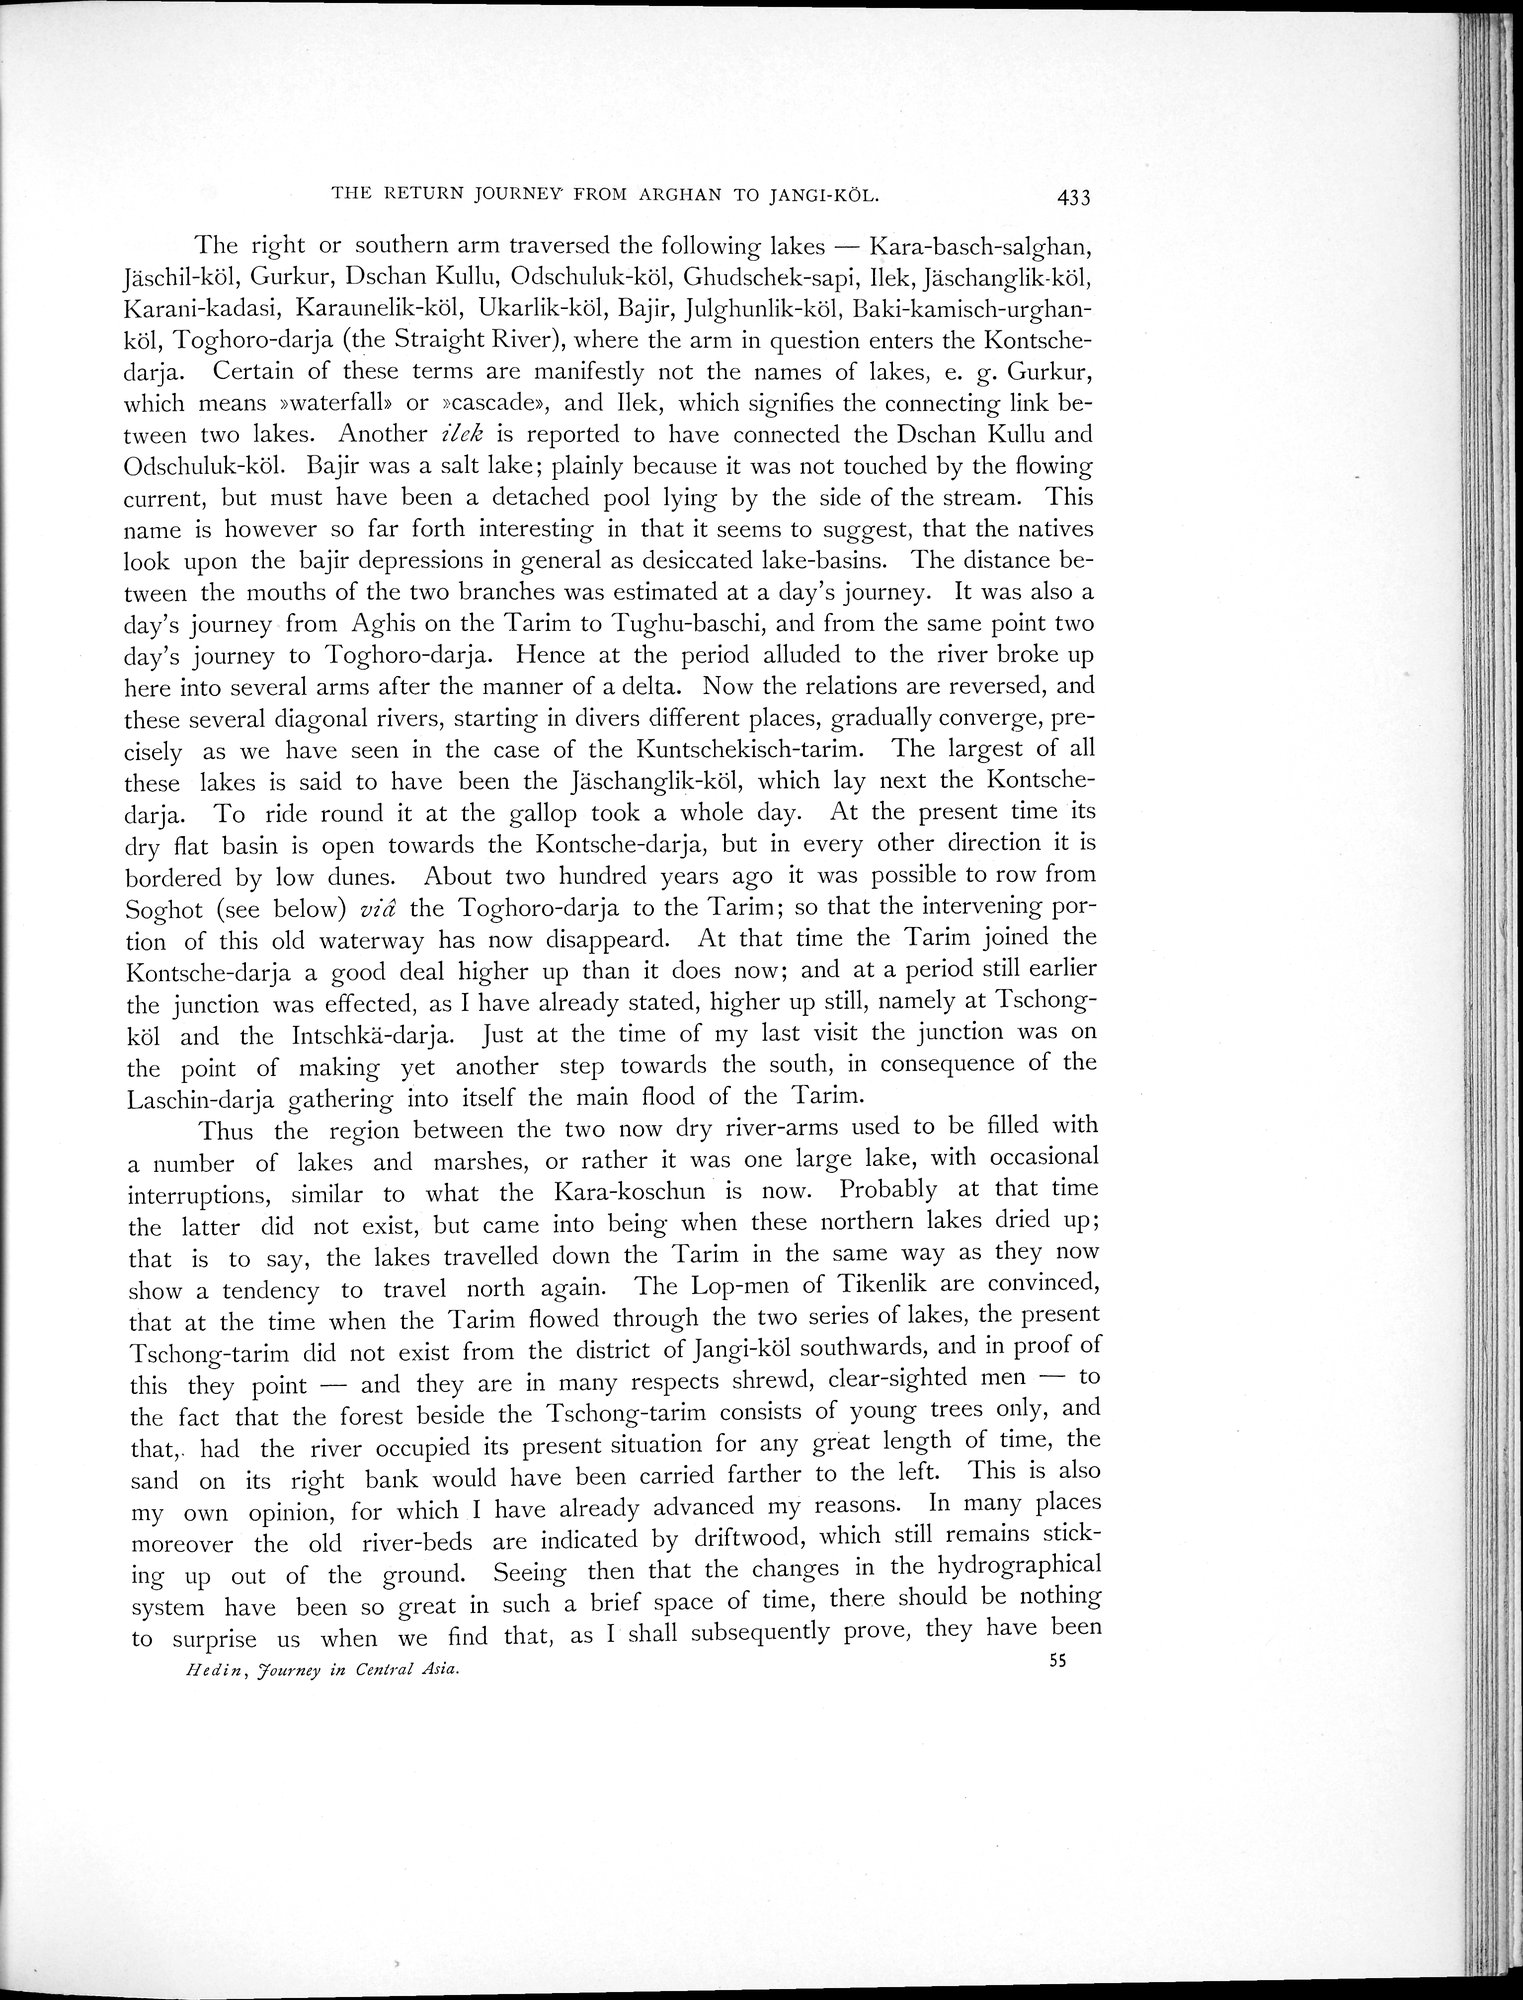 THE RETURN JOURNEY FROM ARGHAN TO JANGI-KÖL. 433
The right or southern arm traversed the following lakes — Kara-basch-salghan,
Jäschil-köl, Gurkur, Dschan Kullu, Odschuluk-köl, Ghudschek-sapi, Ilek, Jäschanglik-köl,
Karani-kadasi, Karaunelik-köl, Ukarlik-köl, Bajir, Julghunlik-köl, Baki-kamisch-urghan-
köl, Toghoro-darja (the Straight River), where the arm in question enters the Kontsche-
darja. Certain of these terms are manifestly not the names of lakes, e. g. Gurkur,
which means »waterfall» or »cascade», and Ilek, which signifies the connecting link be-
tween two lakes. Another ilek is reported to have connected the Dschan Kullu and
Odschuluk-köl. Bajir was a salt lake; plainly because it was not touched by the flowing
current, but must have been a detached pool lying by the side of the stream. This
name is however so far forth interesting in that it seems to suggest, that the natives
look upon the bajir depressions in general as desiccated lake-basins. The distance be-
tween the mouths of the two branches was estimated at a day's journey. It was also a
day's journey from Aghis on the Tarim to Tughu-baschi, and from the same point two
day's journey to Toghoro-darja. Hence at the period alluded to the river broke up
here into several arms after the manner of a delta. Now the relations are reversed, and
these several diagonal rivers, starting in divers different places, gradually converge, pre-
cisely as we have seen in the case of the Kuntschekisch-tarim. The largest of all
these lakes is said to have been the Jäschanglik-köl, which lay next the Kontsche-
darja. To ride round it at the gallop took a whole day. At the present time its
dry flat basin is open towards the Kontsche-darja, but in every other direction it is
bordered by low dunes. About two hundred years ago it was possible to row from
Soghot (see below) viâ the Toghoro-darja to the Tarim; so that the intervening por-
tion of this old waterway has now disappeard. At that time the Tarim joined the
Kontsche-darja a good deal higher up than it does now; and at a period still earlier
the junction was effected, as I have already stated, higher up still, namely at Tschong-
köl and the Intschkä-darja. Just at the time of my last visit the junction was on
the point of making yet another step towards the south, in consequence of the
Laschin-darja gathering into itself the main flood of the Tarim.
Thus the region between the two now dry river-arms used to be filled with
a number of lakes and marshes, or rather it was one large lake, with occasional
interruptions, similar to what the Kara-koschun is now. Probably at that time
the latter did not exist, but came into being when these northern lakes dried up;
that is to say, the lakes travelled down the Tarim in the same way as they now
show a tendency to travel north again. The Lop-men of Tikenlik are convinced,
that at the time when the Tarim flowed through the two series of lakes, the present
Tschong-tarim did not exist from the district of Jangi-köl southwards, and in proof of
this they point — and they are in many respects shrewd, clear-sighted men — to
the fact that the forest beside the Tschong-tarim consists of young trees only, and
that, had the river occupied its present situation for any great length of time, the
sand on its right bank would have been carried farther to the left. This is also
my own opinion, for which I have already advanced my reasons. In many places
moreover the old river-beds are indicated by driftwood, which still remains stick-
ing up out of the ground. Seeing then that the changes in the hydrographical
system have been so great in such a brief space of time, there should be nothing
to surprise us when we find that, as I shall subsequently prove, they have been
Hedin, Journey in Central Asia. 55